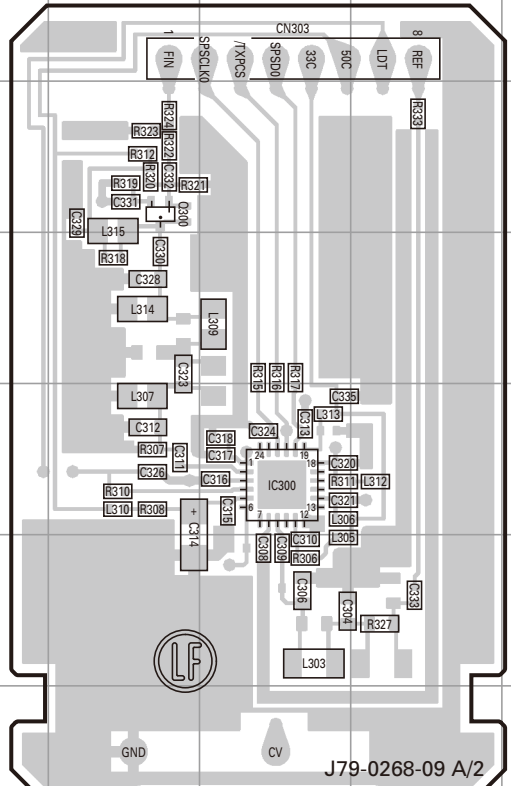 CN303
1
8
FIN
SPSCLK0
/TXPCS
SPSD0
33C
50C
LDT
REF
R324
R333
R323
R322
R312
R320
C332
R319
R321
C331
Q300
C329
L315
C330
R318
C328
L314
L309
C323
R315
R316
R317
L307
C335
L313
C313
C312
C324
C318
R307
C311
C317
24
19
1
18
C320
C326
C316
IC300
R311
L312
R310
C321
L310
R308
C315
6
13
7
12
L306
+
C314
C310
L305
C308
C309
R306
C306
C333
C304
R327
LF
L303
GND
CV
J79-0268-09 A/2